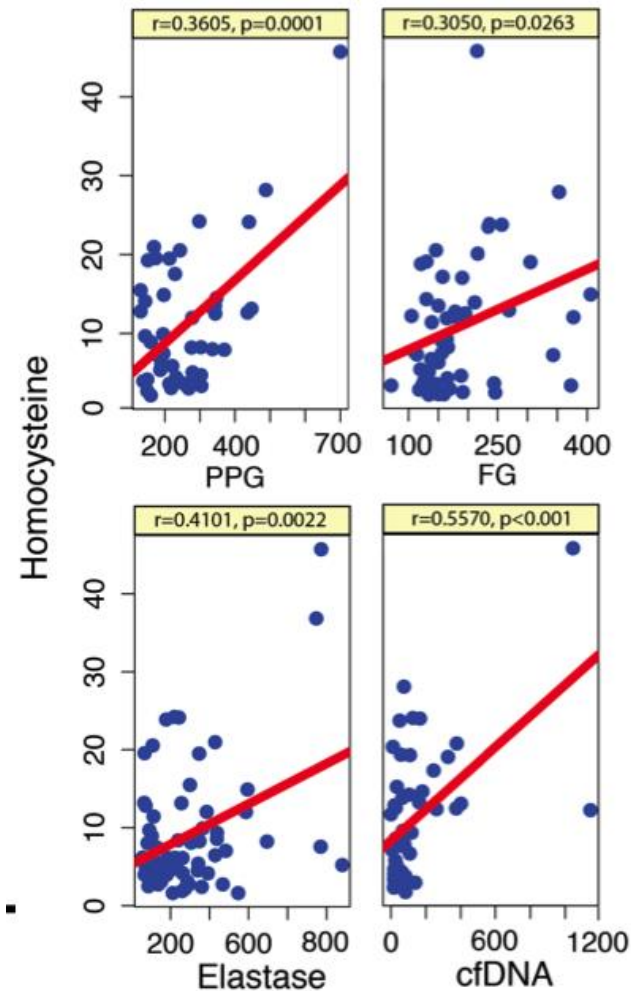 r=0.3605, p=0.0001
r=0.3050, p=0.0263
Homocysteine
40
30
20
10
0
200 400 700
PPG
100 250 400
FG
r=0.4101, p=0.0022
r=0.5570, p<0.001
40
30
20
10
0
200 600 800
Elastase
0 600 1200
cfDNA